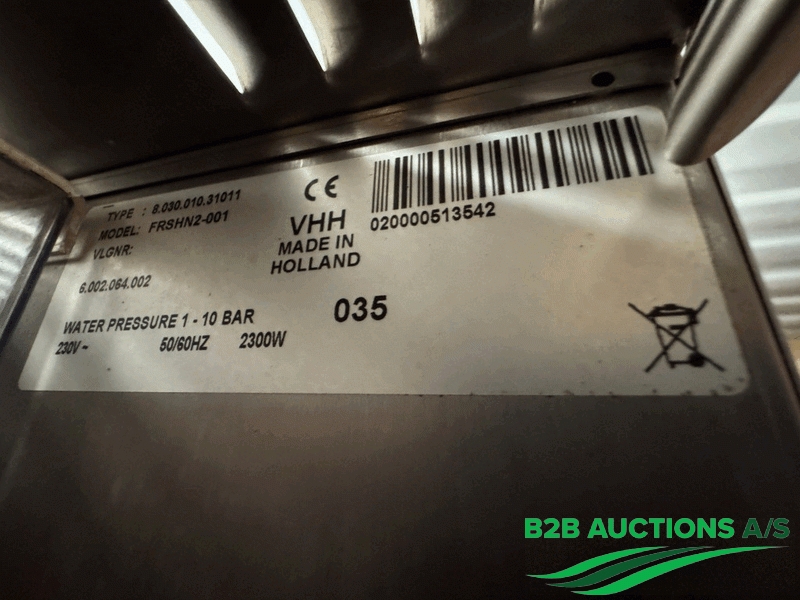 TYPE : 8.030.010.31011
MODEL: FRSHN2-001
VLGNR:
6.002.064.002
WATER PRESSURE 1 - 10 BAR
230V ~ 50/60HZ 2300W
CE
VHH
MADE IN
HOLLAND
035
020000513542
B2B AUCTIONS A/S